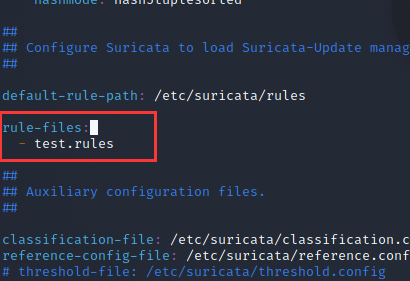 ##
## Configure Suricata to load Suricata-Update manag
##
default-rule-path: /etc/suricata/rules
rule-files:
- test.rules
##
## Auxiliary configuration files.
##
classification-file: /etc/suricata/classification.c
reference-config-file: /etc/suricata/reference.conf
# threshold-file: /etc/suricata/threshold.config